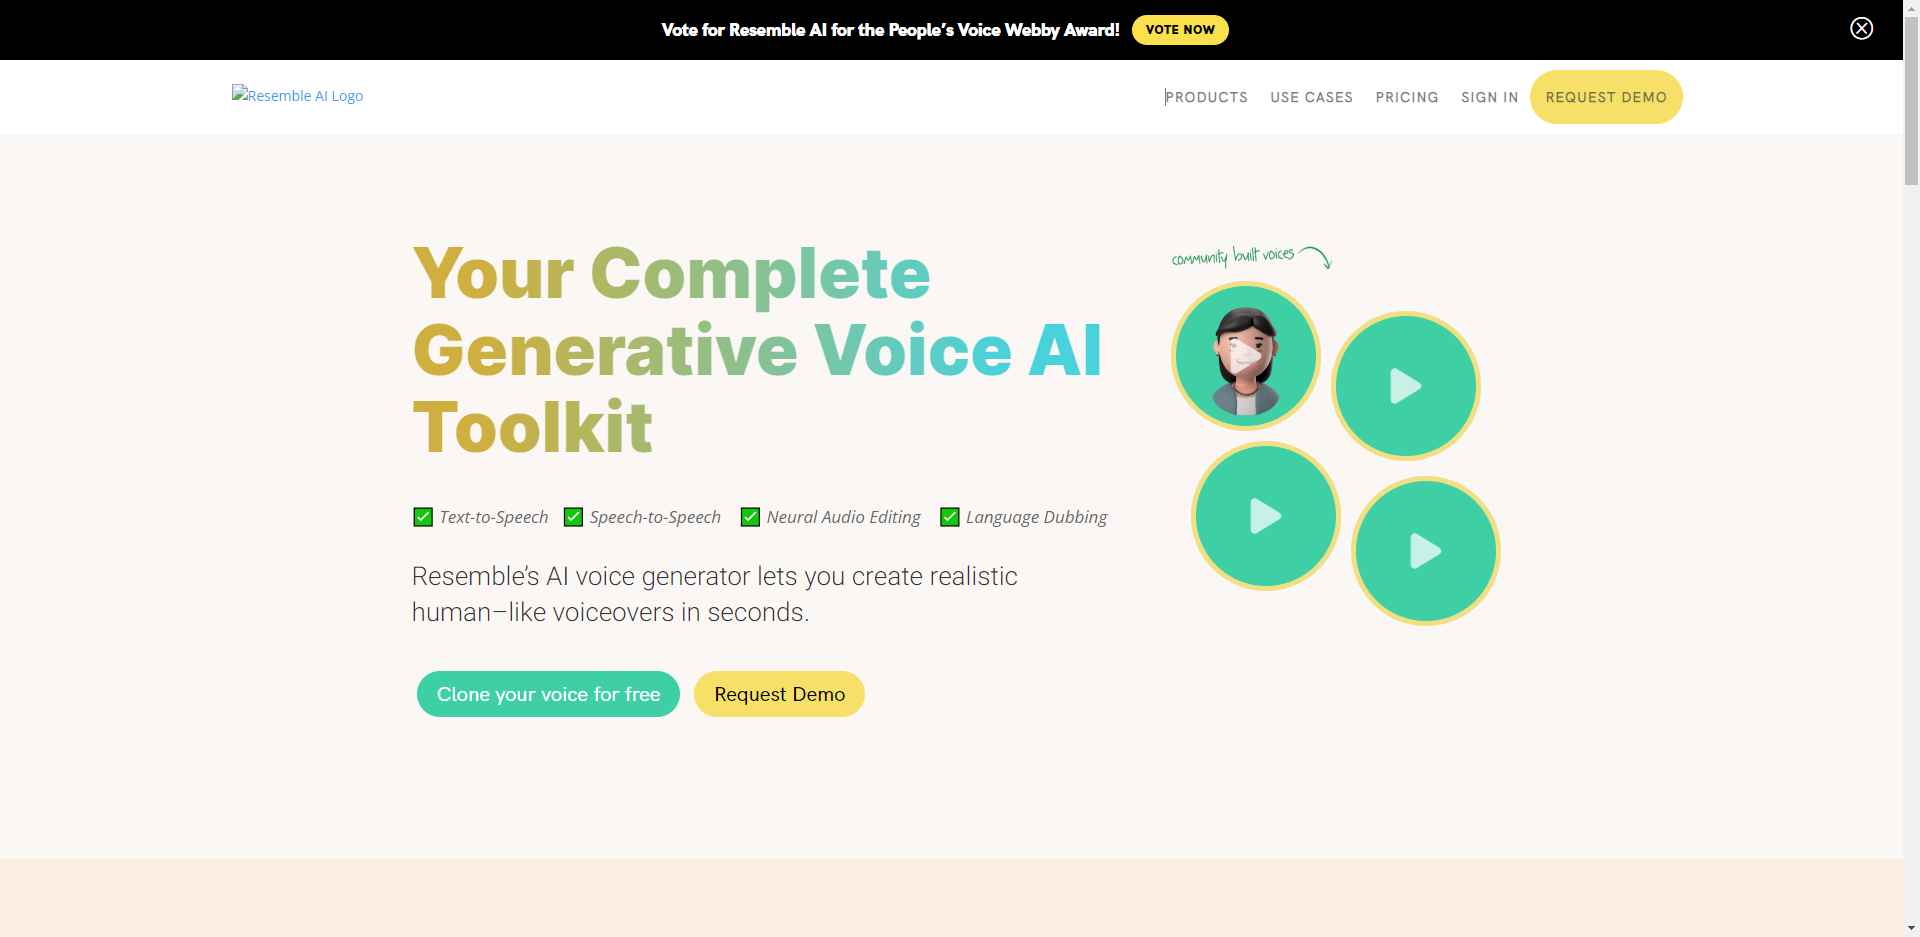 Vote for Resemble AI for the People’s Voice Webby Award! VOTE NOW
Resemble AI Logo
PRODUCTS USE CASES PRICING SIGN IN REQUEST DEMO
Your Complete
Generative Voice AI
Toolkit
community built voices
Text-to-Speech Speech-to-Speech Neural Audio Editing Language Dubbing
Resemble’s AI voice generator lets you create realistic
human–like voiceovers in seconds.
Clone your voice for free Request Demo